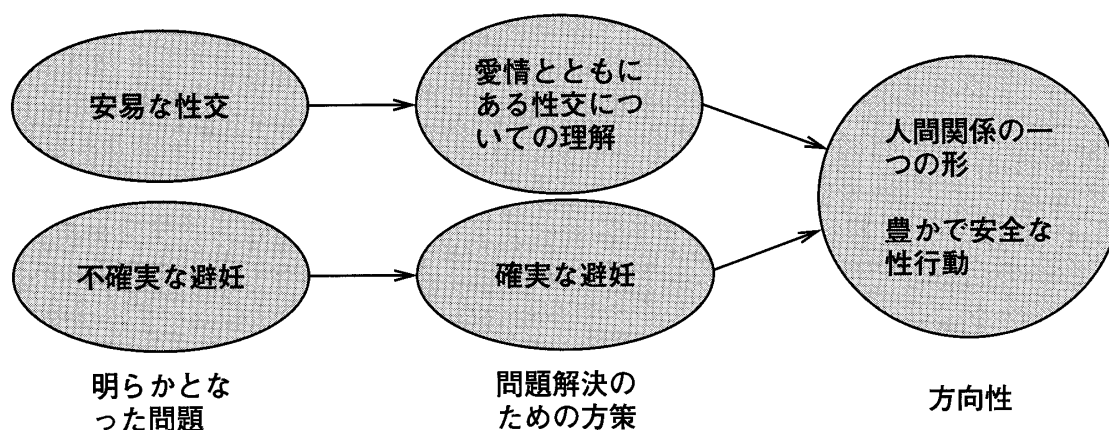 安易な性交
愛情とともに
ある性交につ
いての理解
人間関係の一
つの形
豊かで安全な
性行動
不確実な避妊
確実な避妊
明らかとな
った問題
問題解決の
ための方策
方向性